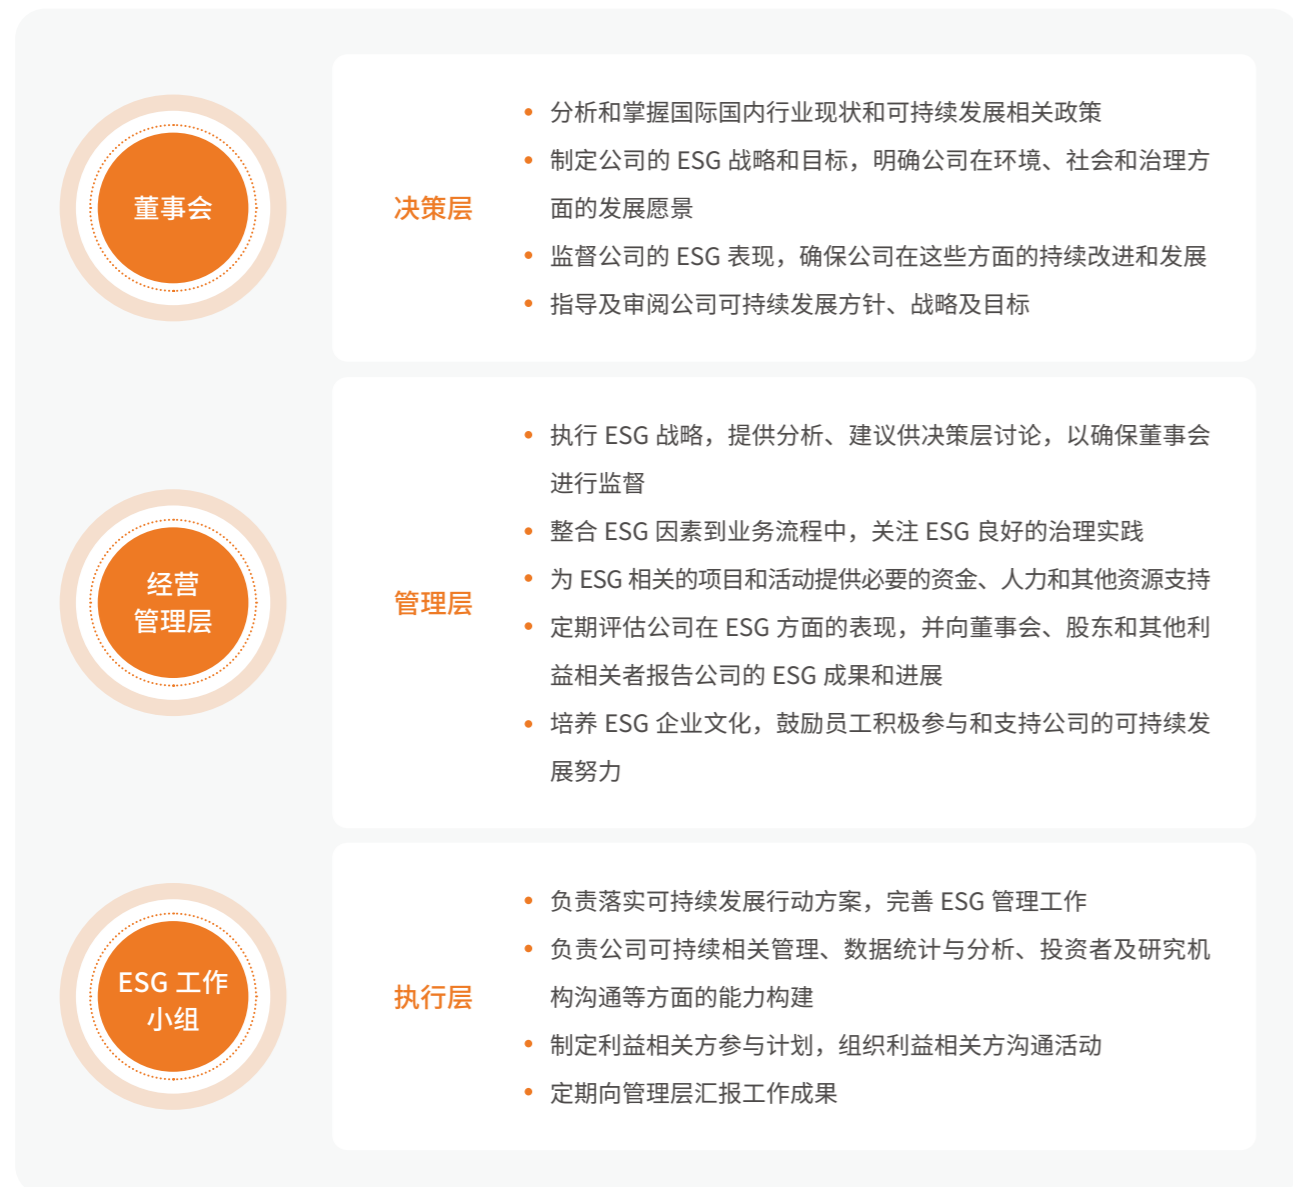 董事会
决策层
分析和掌握国际国内行业现状和可持续发展相关政策
制定公司的 ESG 战略和目标，明确公司在环境、社会和治理方
面的发展愿景
监督公司的 ESG 表现，确保公司在这些方面的持续改进和发展
指导及审阅公司可持续发展方针、战略及目标
经营
管理层
管理层
执行 ESG 战略，提供分析、建议供决策层讨论，以确保董事会
进行监督
整合 ESG 因素到业务流程中，关注 ESG 良好的治理实践
为 ESG 相关的项目和活动提供必要的资金、人力和其他资源支持
定期评估公司在 ESG 方面的表现，并向董事会、股东和其他利
益相关者报告公司的 ESG 成果和进展
培养 ESG 企业文化，鼓励员工积极参与和支持公司的可持续发
展努力
ESG 工作
小组
执行层
负责落实可持续发展行动方案，完善 ESG 管理工作
负责公司可持续相关管理、数据统计与分析、投资者及研究机
构沟通等方面的能力构建
制定利益相关方参与计划，组织利益相关方沟通活动
定期向管理层汇报工作成果